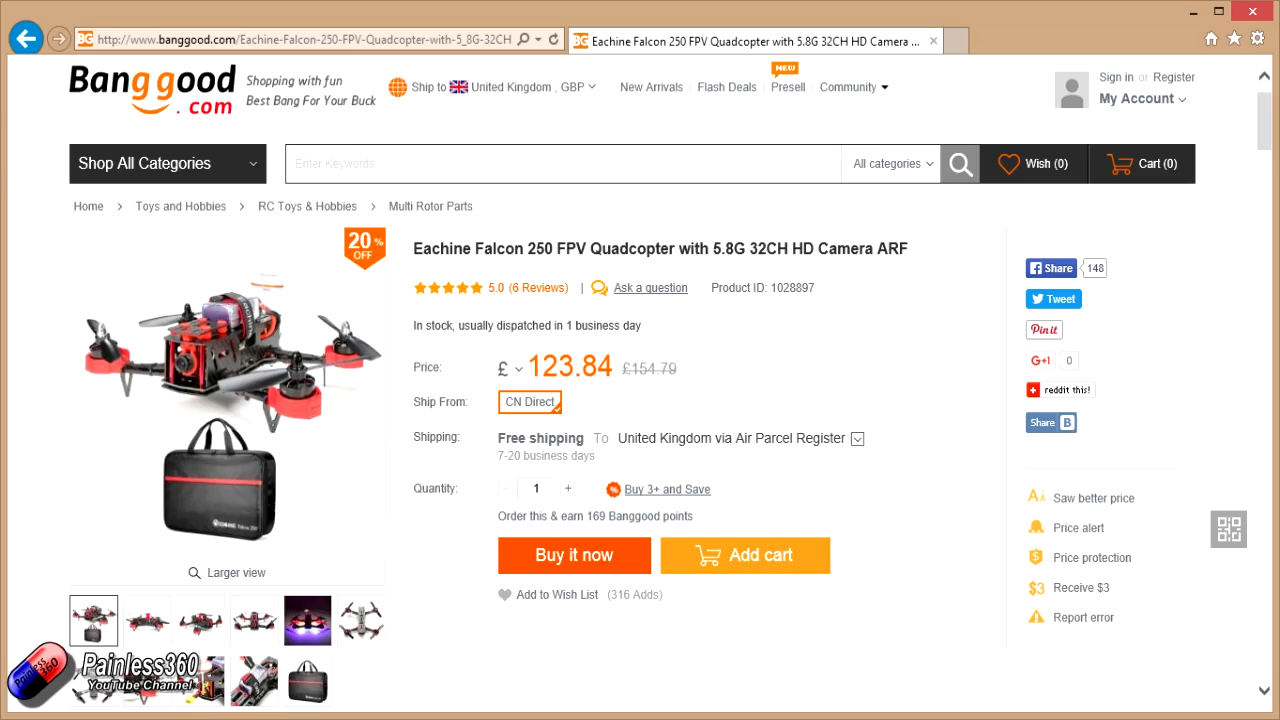 http://www.banggood.com/Eachine-Falcon-250-FPV-Quadcopter-with-5_8G-32CH
Eachine Falcon 250 FPV Quadcopter with 5.8G 32CH HD Camera ...
Banggood.com
Shopping with fun
Best Bang For Your Buck
Ship to United Kingdom , GBP
New Arrivals
Flash Deals
NEW
Presell
Community
Sign in or Register
My Account
Shop All Categories
Enter Keywords
All categories
Wish (0)
Cart (0)
Home > Toys and Hobbies > RC Toys & Hobbies > Multi Rotor Parts
20% OFF
Eachine Falcon 250 FPV Quadcopter with 5.8G 32CH HD Camera ARF
5.0 (6 Reviews) | Ask a question Product ID: 1028897
In stock, usually dispatched in 1 business day
Price: £ 123.84 £154.79
Ship From: CN Direct
Shipping: Free shipping To United Kingdom via Air Parcel Register
7-20 business days
Quantity: - 1 + Buy 3+ and Save
Order this & earn 169 Banggood points
Buy it now
Add cart
Add to Wish List (316 Adds)
Larger view
Share 148
Tweet
Pin it
G+1 0
reddit this!
Share B
Saw better price
Price alert
Price protection
Receive $3
Report error
Painless360
Painless360
YouTube Channel